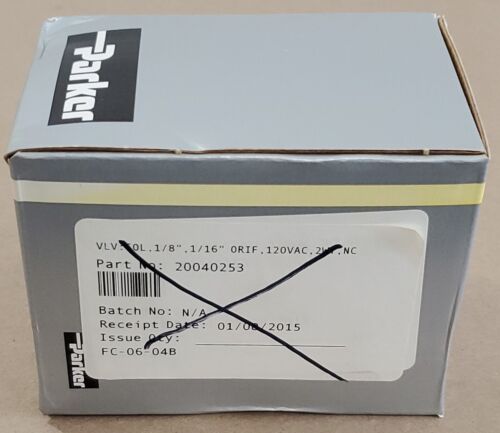 Parker
VLV,SOL,1/8",1/16" ORIF,120VAC,2WY,NC
Part No: 20040253
Batch No: N/A
Receipt Date: 01/08/2015
Issue Qty:
FC-06-04B
Parker